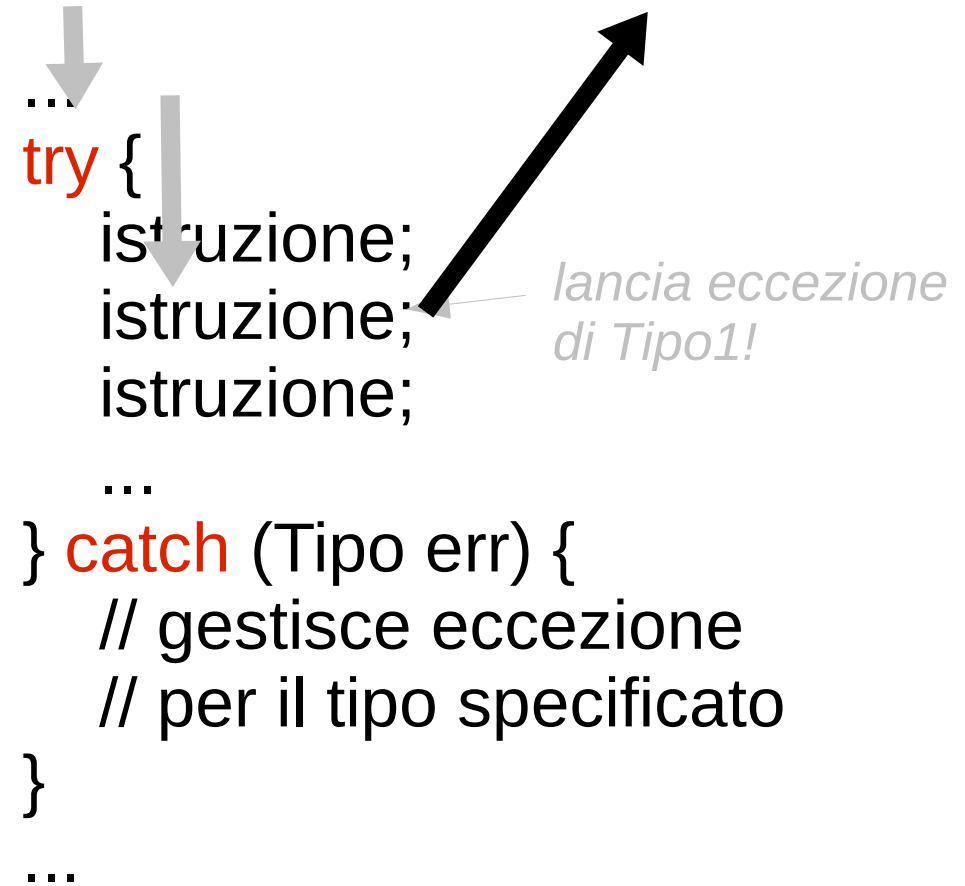 ...
try {
istruzione;
istruzione;
lancia eccezione
di Tipo1!
istruzione;
...
} catch (Tipo err) {
// gestisce eccezione
// per il tipo specificato
}
...